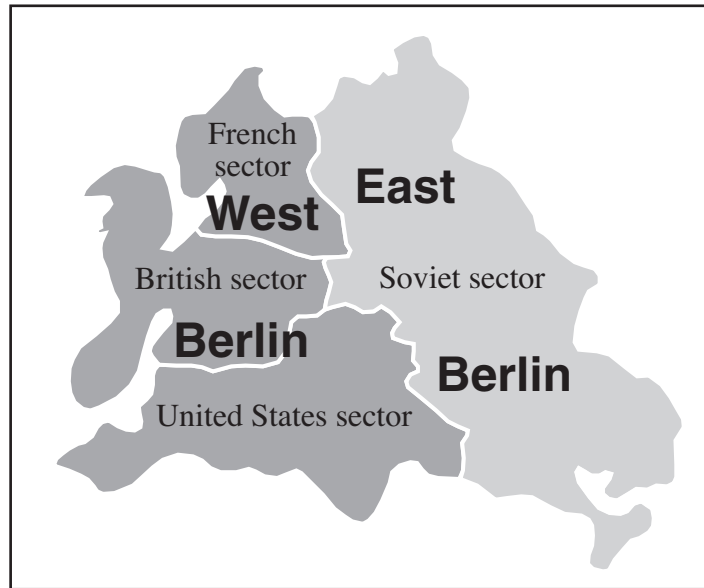 French
sector
West
East
British sector
Soviet sector
Berlin
Berlin
United States sector